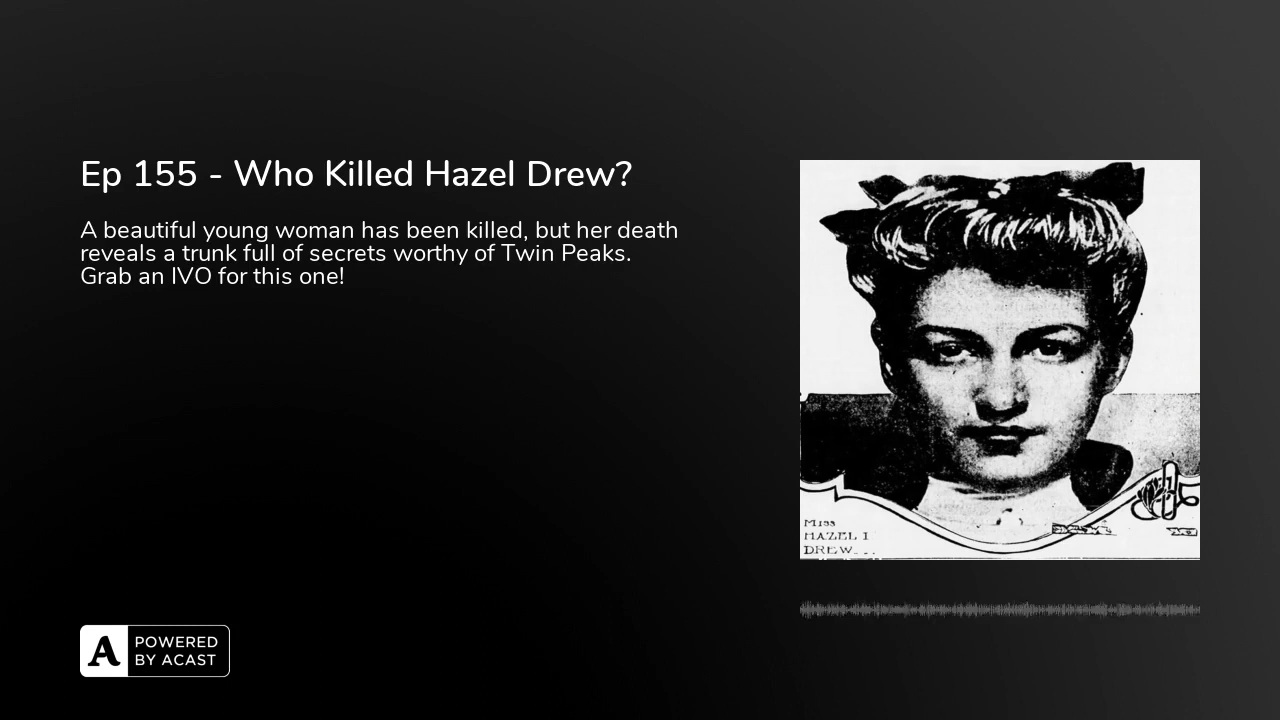 Ep 155 - Who Killed Hazel Drew?
A beautiful young woman has been killed, but her death
reveals a trunk full of secrets worthy of Twin Peaks.
Grab an IVO for this one!
Miss
HAZEL I
DREW...
A POWERED
BY ACAST